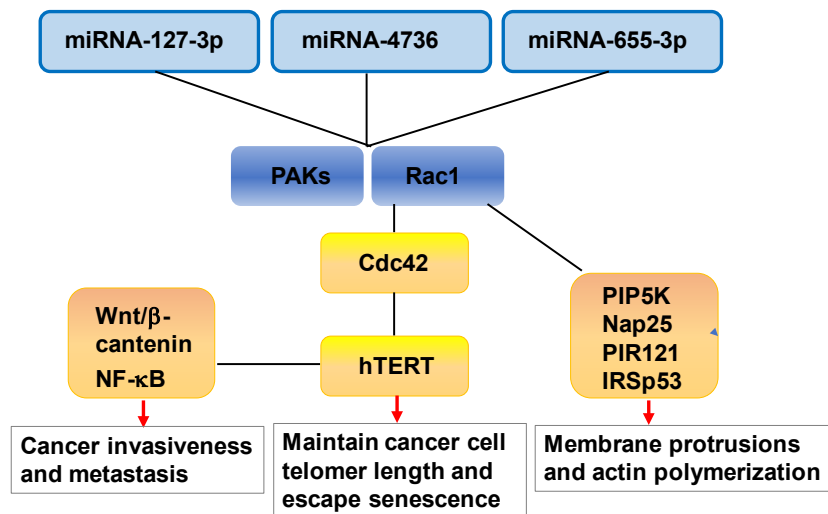 miRNA-127-3p
miRNA-4736
miRNA-655-3p
PAKs
Rac1
Cdc42
Wnt/β-
cantenin
NF-κB
hTERT
PIP5K
Nap25
PIR121
IRSp53
Cancer invasiveness
and metastasis
Maintain cancer cell
telomer length and
escape senescence
Membrane protrusions
and actin polymerization